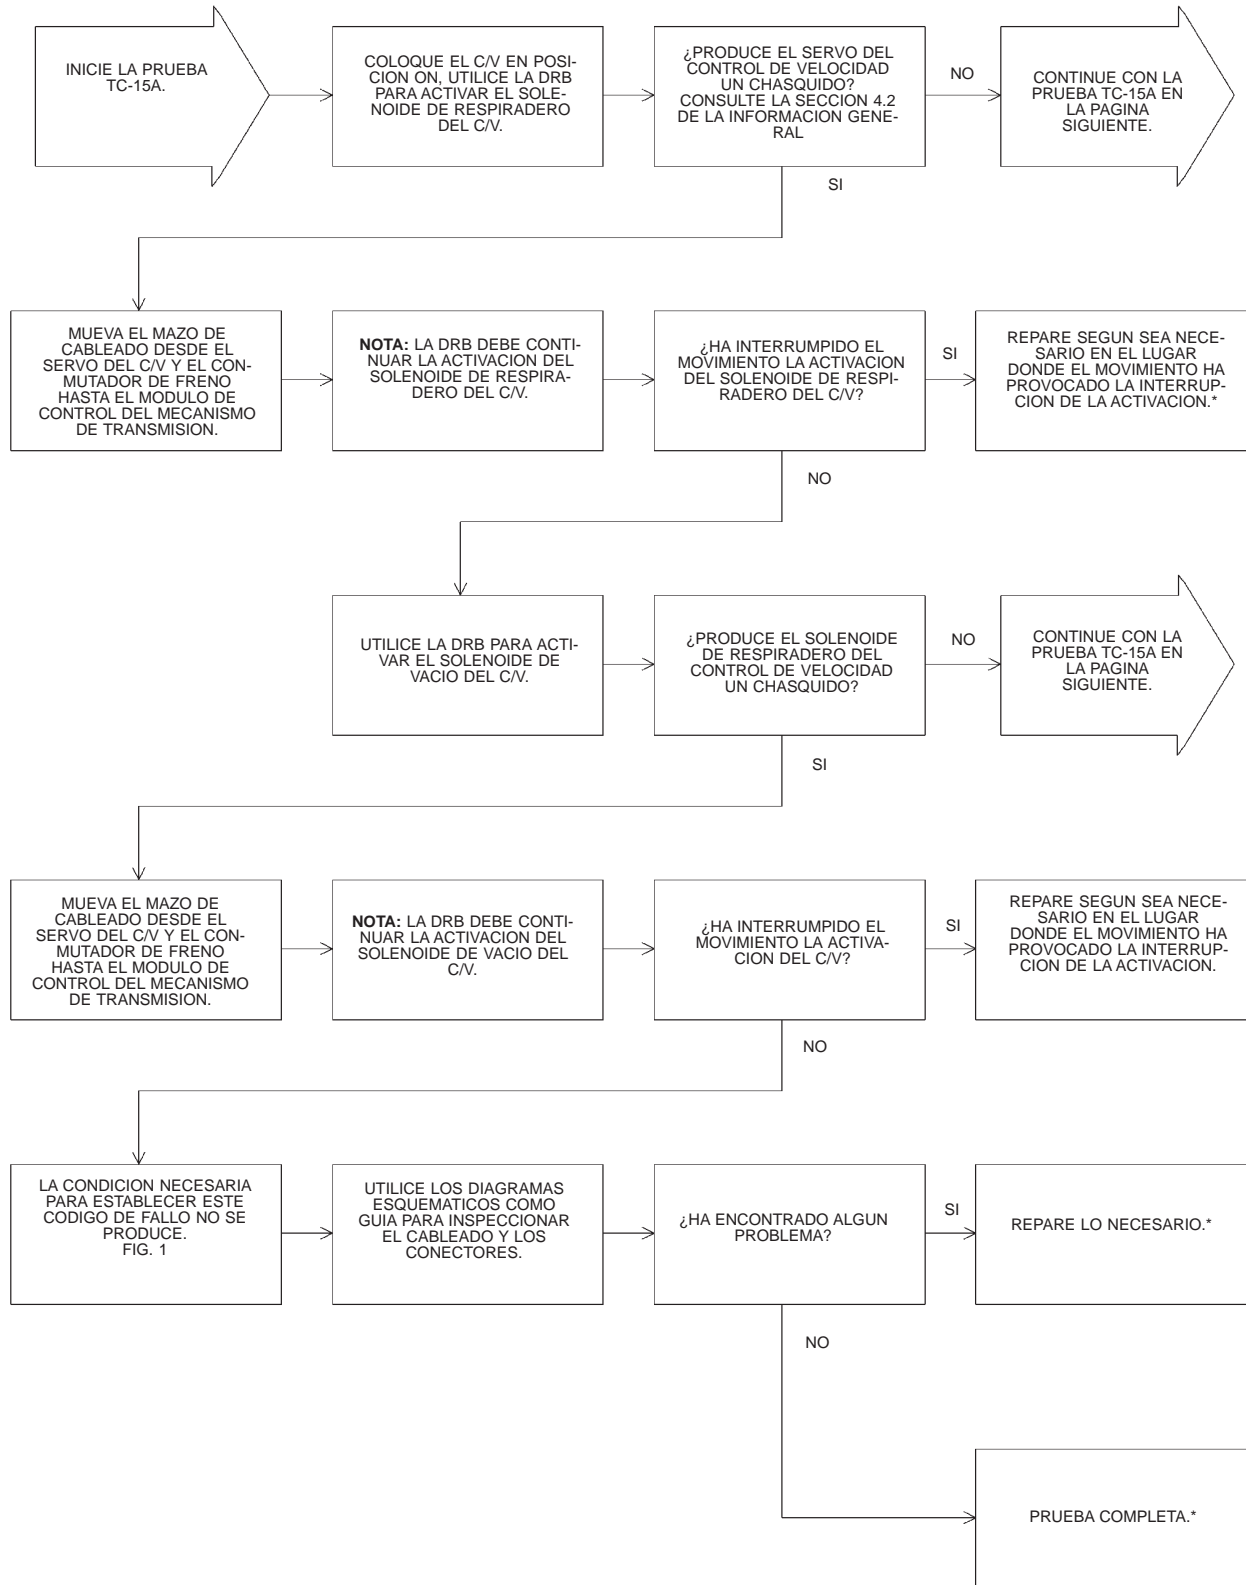 INICIE LA PRUEBA
TC-15A.
COLOQUE EL C/V EN POSI-
CION ON, UTILICE LA DRB
PARA ACTIVAR EL SOLE-
NOIDE DE RESPIRADERO
DEL C/V.
¿PRODUCE EL SERVO DEL
CONTROL DE VELOCIDAD
UN CHASQUIDO?
CONSULTE LA SECCION 4.2
DE LA INFORMACION GENE-
RAL
NO
CONTINUE CON LA
PRUEBA TC-15A EN
LA PAGINA
SIGUIENTE.
SI
MUEVA EL MAZO DE
CABLEADO DESDE EL
SERVO DEL C/V Y EL CON-
MUTADOR DE FRENO
HASTA EL MODULO DE
CONTROL DEL MECANISMO
DE TRANSMISION.
NOTA: LA DRB DEBE CONTI-
NUAR LA ACTIVACION DEL
SOLENOIDE DE RESPIRA-
DERO DEL C/V.
¿HA INTERRUMPIDO EL
MOVIMIENTO LA ACTIVACION
DEL SOLENOIDE DE RESPI-
RADERO DEL C/V?
SI
REPARE SEGUN SEA NECE-
SARIO EN EL LUGAR
DONDE EL MOVIMIENTO HA
PROVOCADO LA INTERRUP-
CION DE LA ACTIVACION.*
NO
UTILICE LA DRB PARA ACTI-
VAR EL SOLENOIDE DE
VACIO DEL C/V.
¿PRODUCE EL SOLENOIDE
DE RESPIRADERO DEL
CONTROL DE VELOCIDAD
UN CHASQUIDO?
NO
CONTINUE CON LA
PRUEBA TC-15A EN
LA PAGINA
SIGUIENTE.
SI
MUEVA EL MAZO DE
CABLEADO DESDE EL
SERVO DEL C/V Y EL CON-
MUTADOR DE FRENO
HASTA EL MODULO DE
CONTROL DEL MECANISMO
DE TRANSMISION.
NOTA: LA DRB DEBE CONTI-
NUAR LA ACTIVACION DEL
SOLENOIDE DE VACIO DEL
C/V.
¿HA INTERRUMPIDO EL
MOVIMIENTO LA ACTIVA-
CION DEL C/V?
SI
REPARE SEGUN SEA NECE-
SARIO EN EL LUGAR
DONDE EL MOVIMIENTO HA
PROVOCADO LA INTERRUP-
CION DE LA ACTIVACION.
NO
LA CONDICION NECESARIA
PARA ESTABLECER ESTE
CODIGO DE FALLO NO SE
PRODUCE.
FIG. 1
UTILICE LOS DIAGRAMAS
ESQUEMATICOS COMO
GUIA PARA INSPECCIONAR
EL CABLEADO Y LOS
CONECTORES.
¿HA ENCONTRADO ALGUN
PROBLEMA?
SI
REPARE LO NECESARIO.*
NO
PRUEBA COMPLETA.*